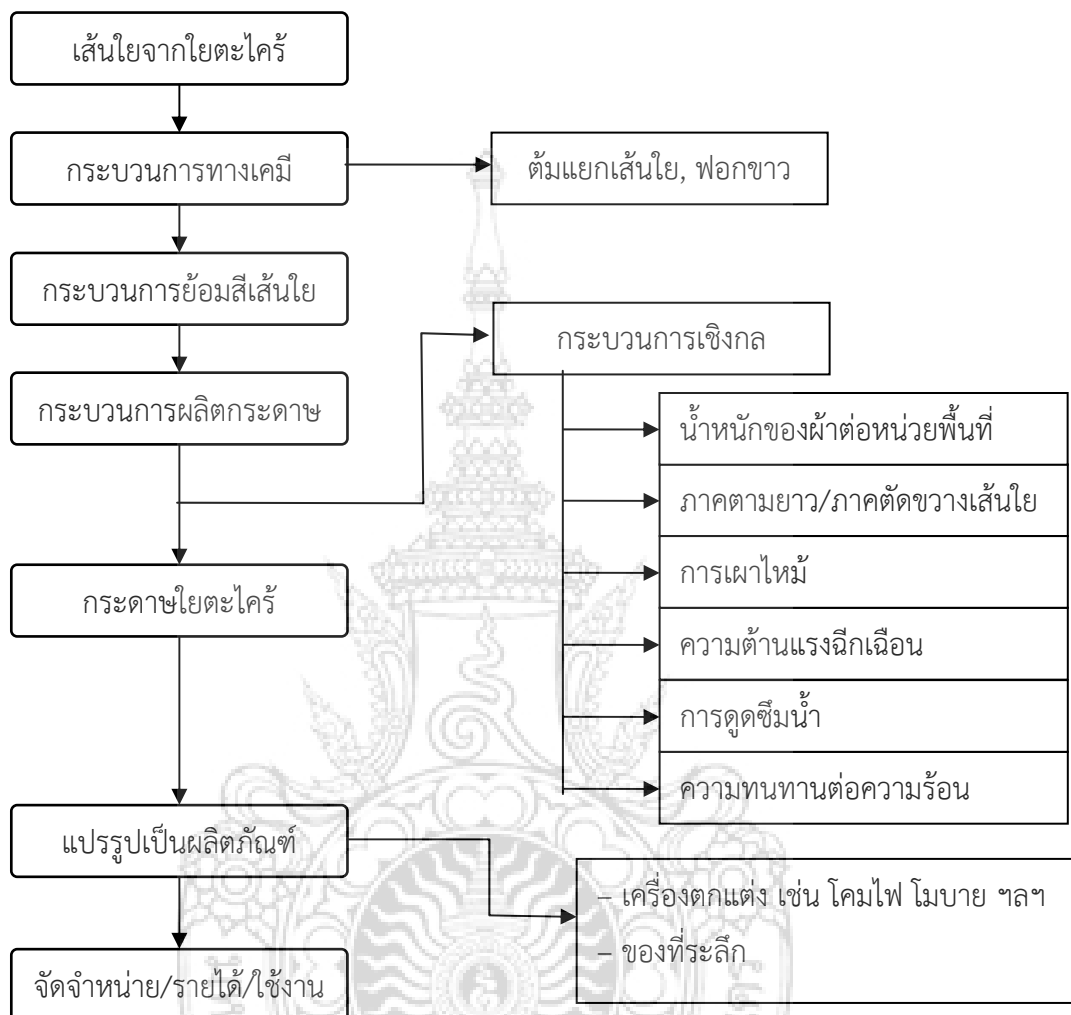 เส้นใยจากใยตะไคร้
กระบวนการทางเคมี
ต้มแยกเส้นใย, ฟอกขาว
กระบวนการย้อมสีเส้นใย
กระบวนการผลิตกระดาษ
กระบวนการเชิงกล
น้ำหนักของผ้าต่อหน่วยพื้นที่
ภาคตามยาว/ภาคตัดขวางเส้นใย
การเผาไหม้
ความต้านแรงฉีกเฉือน
การดูดซึมน้ำ
ความทนทานต่อความร้อน
กระดาษใยตะไคร้
แปรรูปเป็นผลิตภัณฑ์
– เครื่องตกแต่ง เช่น โคมไฟ โมบาย ฯลฯ
– ของที่ระลึก
จัดจำหน่าย/รายได้/ใช้งาน